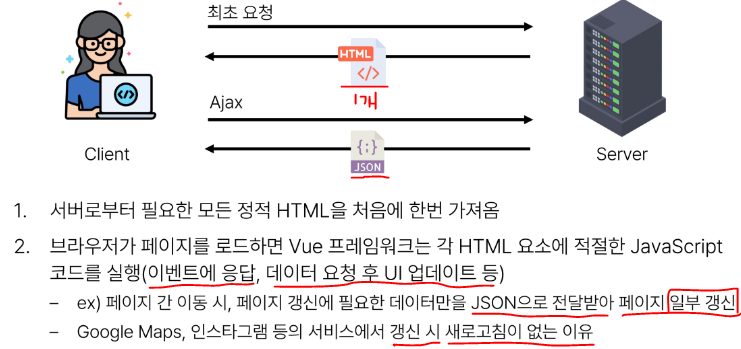 최초 요청
HTML
</>
1개
Ajax
{;}
JSON
</>
Client
Server
1. 서버로부터 필요한 모든 정적 HTML을 처음에 한번 가져옴
2. 브라우저가 페이지를 로드하면 Vue 프레임워크는 각 HTML 요소에 적절한 JavaScript
코드를 실행(이벤트에 응답, 데이터 요청 후 UI 업데이트 등)
– ex) 페이지 간 이동 시, 페이지 갱신에 필요한 데이터만을 JSON으로 전달받아 페이지 일부 갱신
– Google Maps, 인스타그램 등의 서비스에서 갱신 시 새로고침이 없는 이유